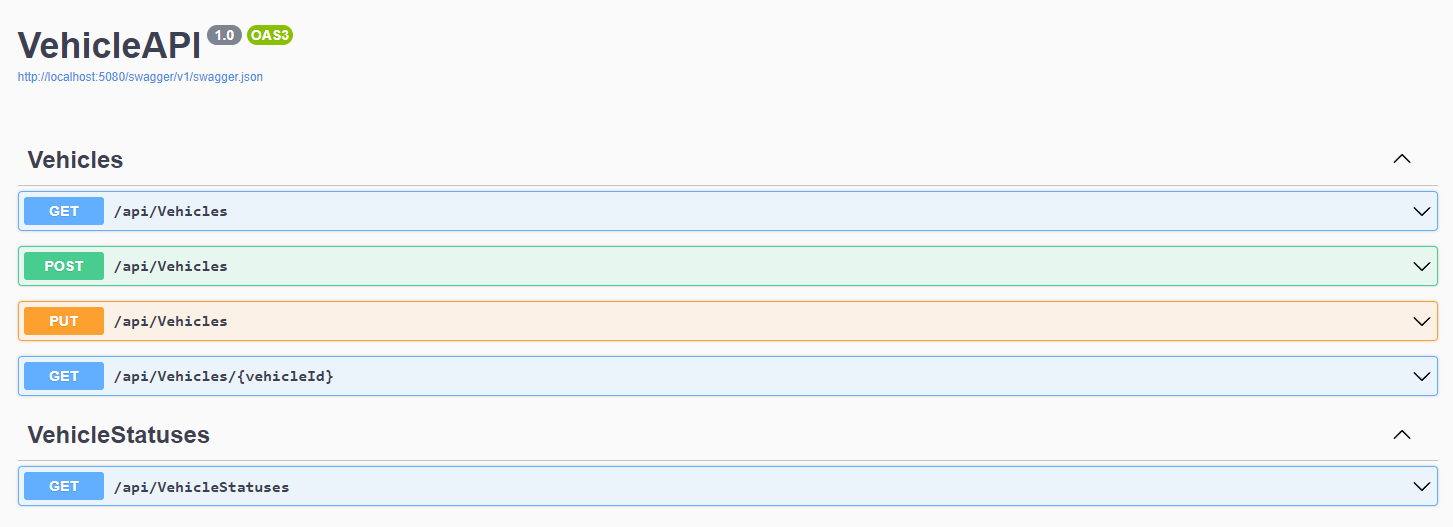 VehicleAPI 1.0 OAS3
http://localhost:5080/swagger/v1/swagger.json
Vehicles
GET /api/Vehicles
POST /api/Vehicles
PUT /api/Vehicles
GET /api/Vehicles/{vehicleId}
VehicleStatuses
GET /api/VehicleStatuses